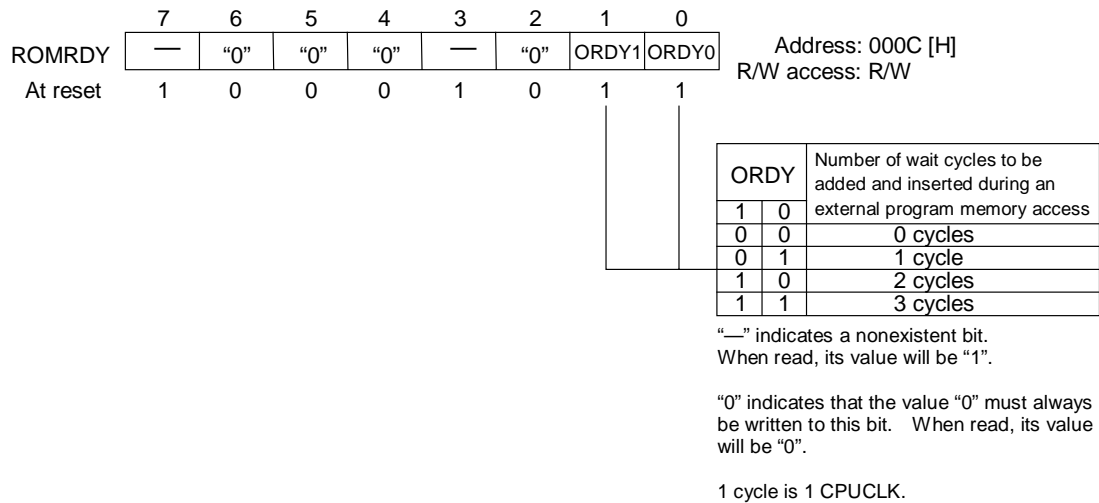 7 6 5 4 3 2 1 0
ROMRDY — “0” “0” “0” — “0” ORDY1 ORDY0
Address: 000C [H]
R/W access: R/W
At reset 1 0 0 0 1 0 1 1
ORDY
Number of wait cycles to be
added and inserted during an
external program memory access
1 0
0 0 0 cycles
0 1 1 cycle
1 0 2 cycles
1 1 3 cycles
“—” indicates a nonexistent bit.
When read, its value will be “1”.
“0” indicates that the value “0” must always
be written to this bit. When read, its value
will be “0”.
1 cycle is 1 CPUCLK.